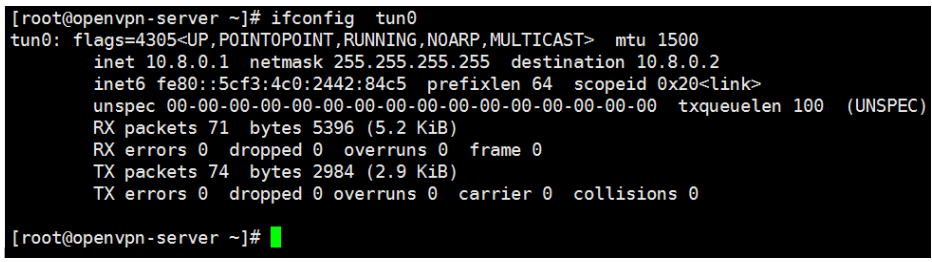 [root@openvpn-server ~]# ifconfig  tun0
tun0: flags=4305<UP,POINTOPOINT,RUNNING,NOARP,MULTICAST>  mtu 1500
        inet 10.8.0.1  netmask 255.255.255.255  destination 10.8.0.2
        inet6 fe80::5cf3:4c0:2442:84c5  prefixlen 64  scopeid 0x20<link>
        unspec 00-00-00-00-00-00-00-00-00-00-00-00-00-00-00-00  txqueuelen 100  (UNSPEC)
        RX packets 71  bytes 5396 (5.2 KiB)
        RX errors 0  dropped 0  overruns 0  frame 0
        TX packets 74  bytes 2984 (2.9 KiB)
        TX errors 0  dropped 0 overruns 0  carrier 0  collisions 0
[root@openvpn-server ~]#